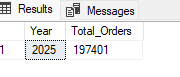 Results Messages
Year Total_Orders
1 2025 197401